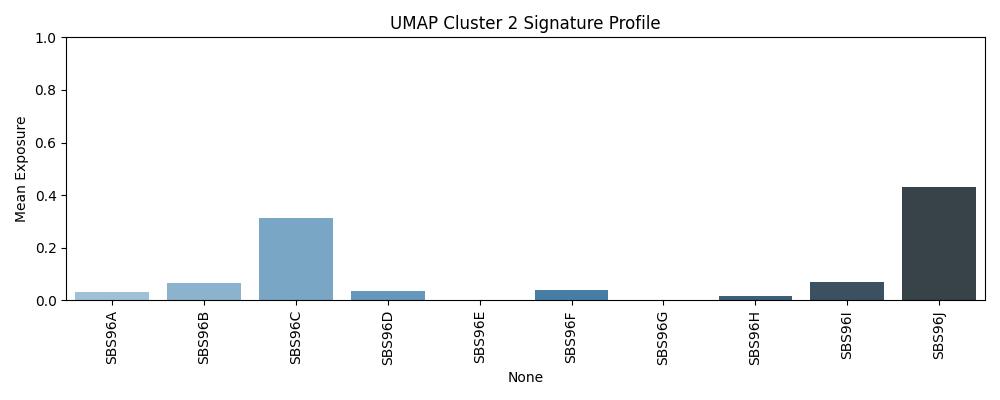 UMAP Cluster 2 Signature Profile
1.0
0.8
0.6
0.4
0.2
0.0
Mean Exposure
SBS96A
SBS96B
SBS96C
SBS96D
SBS96E
SBS96F
SBS96G
SBS96H
SBS96I
SBS96J
None